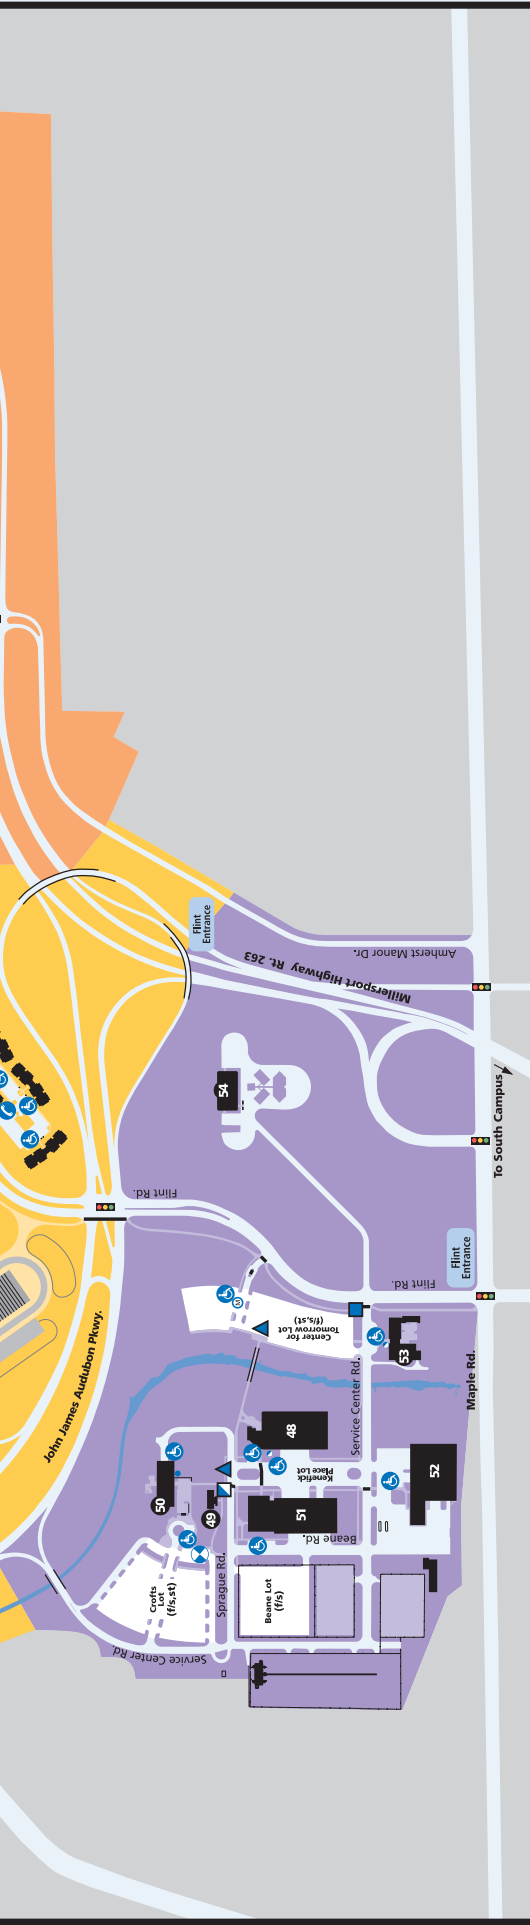 Flint
Entrance
Amherst Manor Dr.
Millersport Highway Rt. 263
54
To South Campus
Flint Rd.
Flint
Entrance
Flint Rd.
M
Center for
Tomorrow Lot
(f/s,st)
John James Audubon Pkwy.
53
Maple Rd.
Service Center Rd.
48
Kenefick
Place Lot
52
50
49
51
Beane Rd.
Sprague Rd.
Crofts
Lot
(f/s,st)
Beane Lot
(f/s)
Service Center Rd.